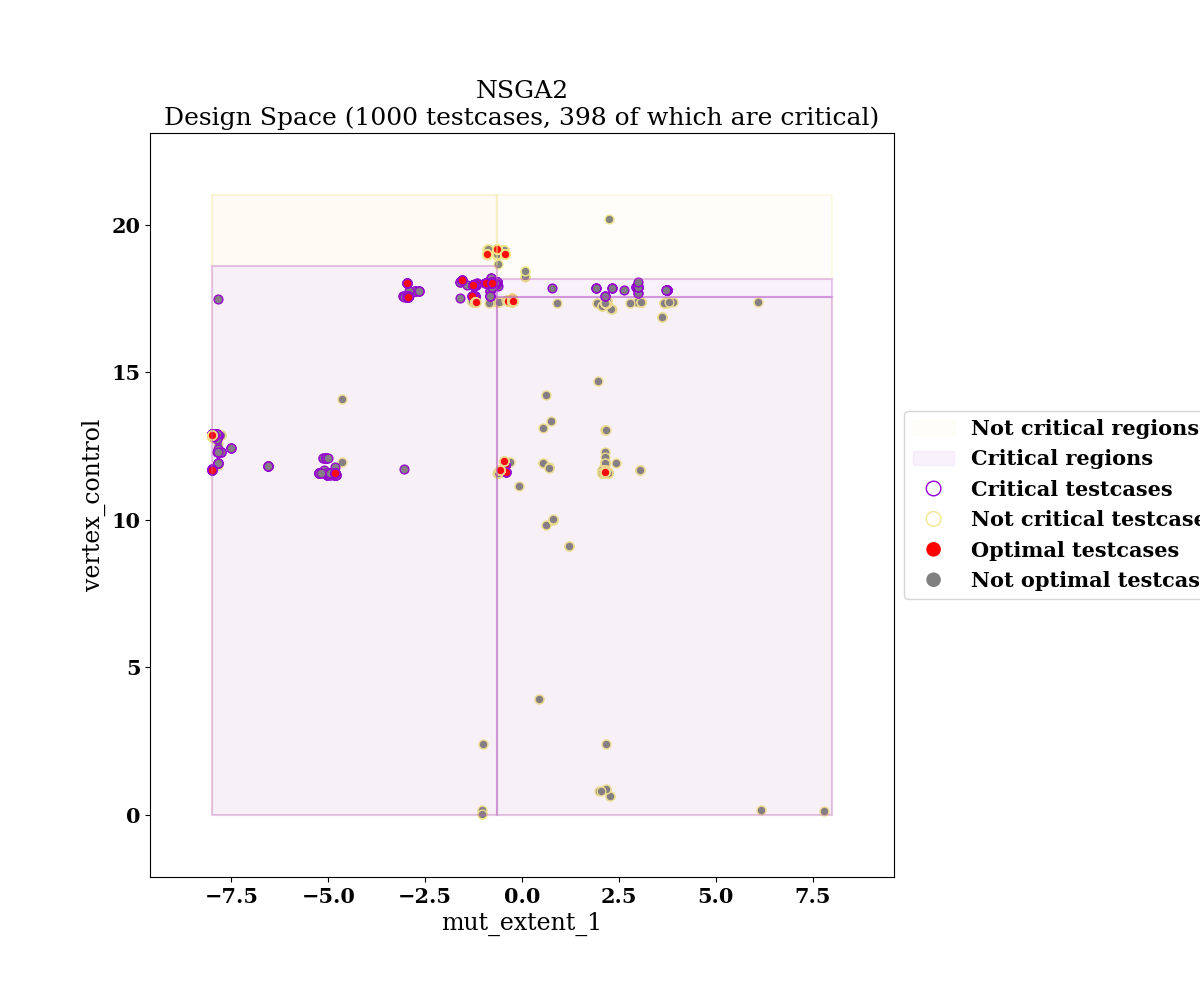 NSGA2
Design Space (1000 testcases, 398 of which are critical)
20
15
10
5
0
vertex_control
−7.5 −5.0 −2.5 0.0 2.5 5.0 7.5
mut_extent_1
Not critical regions
Critical regions
Critical testcases
Not critical testcase
Optimal testcases
Not optimal testcas